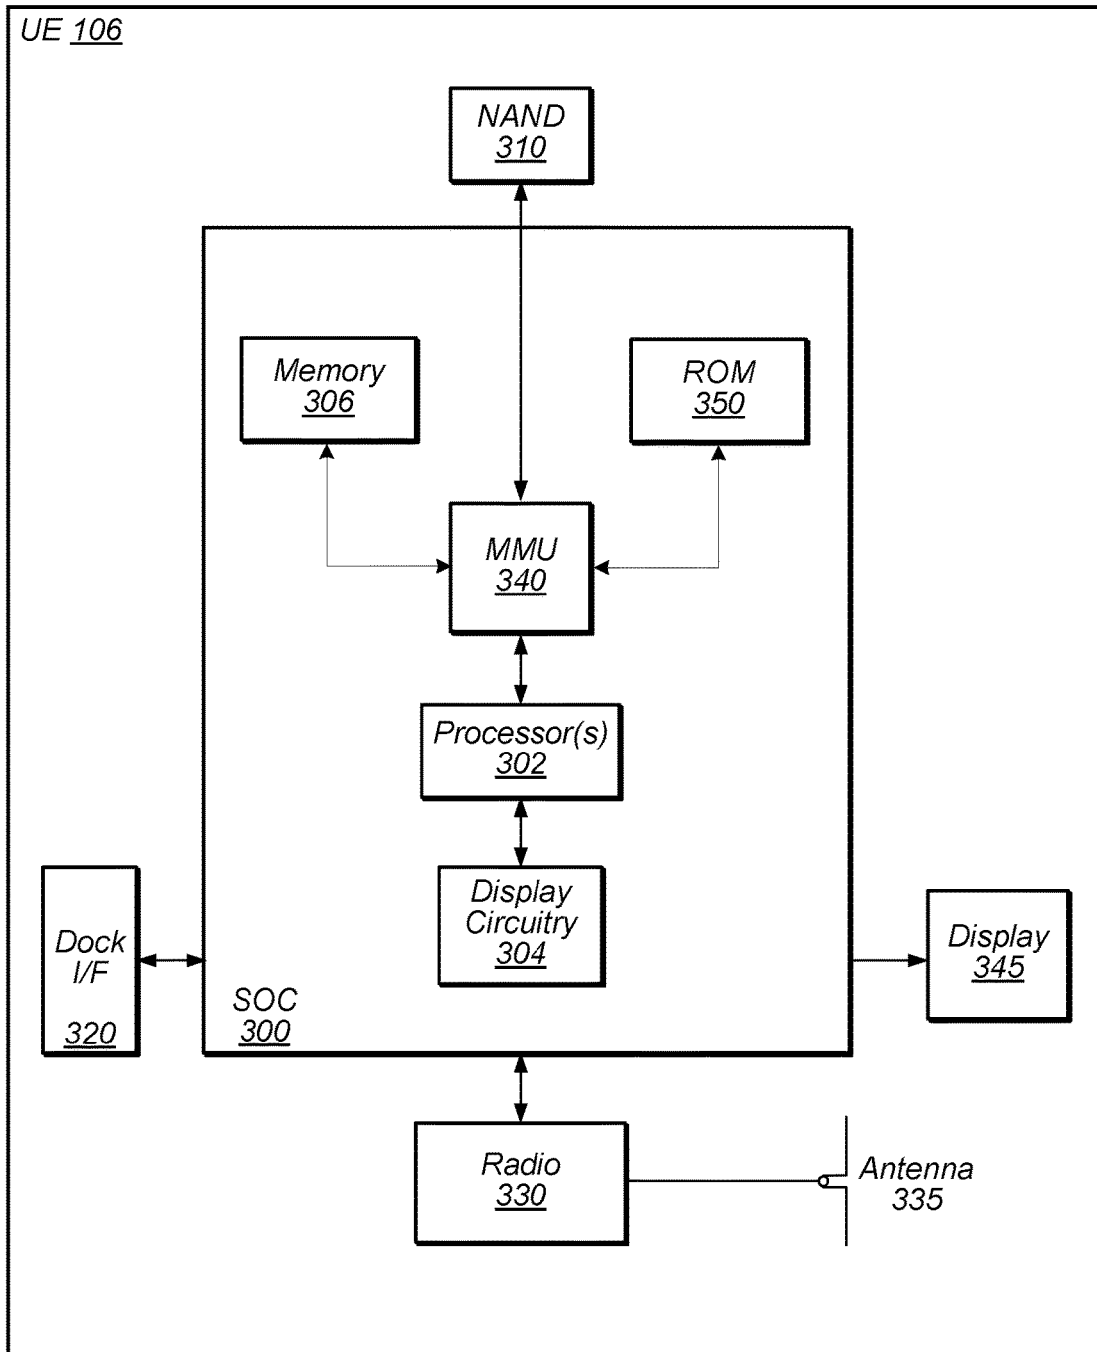 UE 106
NAND
310
Memory
306
ROM
350
MMU
340
Processor(s)
302
Display
Circuitry
304
Dock
I/F
320
SOC
300
Display
345
Radio
330
Antenna
335